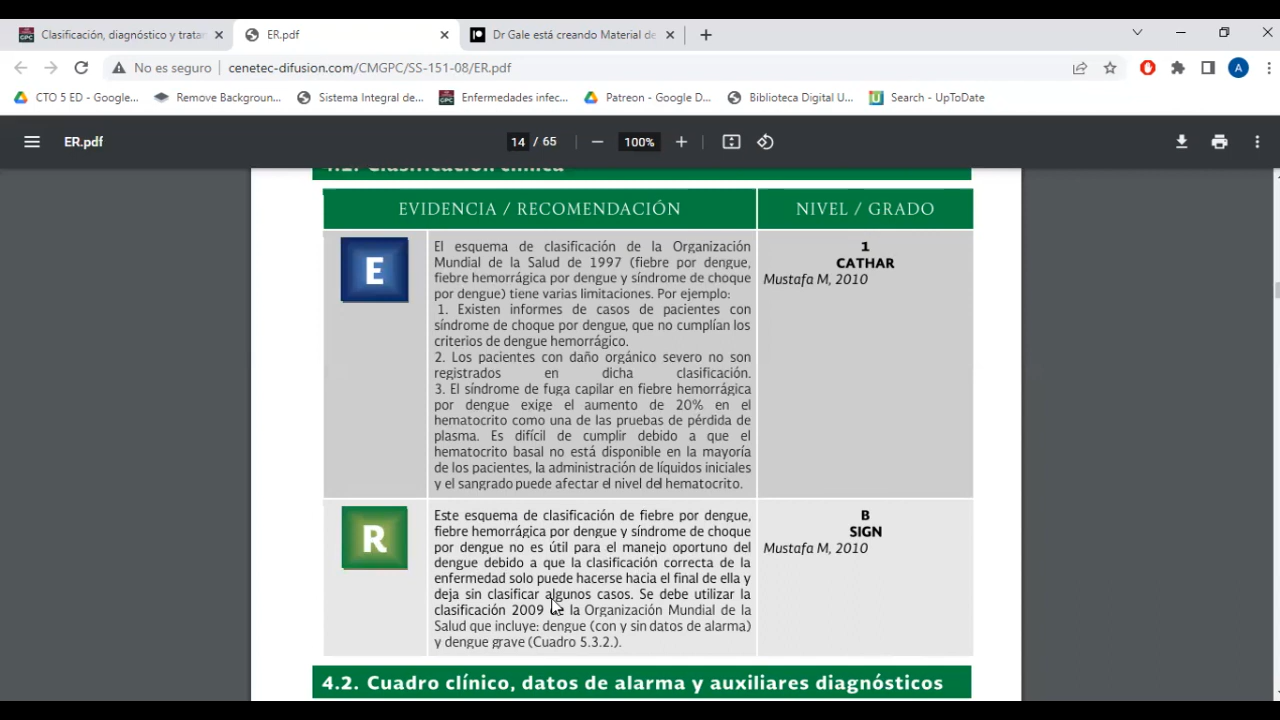 Clasificación, diagnóstico y tratar
ER.pdf
Dr Gale está creando Material de
No es seguro
cenetec-difusion.com/CMGPC/SS-151-08/ER.pdf
A
CTO 5 ED - Google...
Remove Backgroun...
Sistema Integral de...
Enfermedades infec...
Patreon - Google D...
Biblioteca Digital U...
Search - UpToDate
ER.pdf
14 / 65
100%
4.1. Clasificación clínica
EVIDENCIA / RECOMENDACIÓN
NIVEL / GRADO
E
El esquema de clasificación de la Organización
Mundial de la Salud de 1997 (fiebre por dengue,
fiebre hemorrágica por dengue y síndrome de choque
por dengue) tiene varias limitaciones. Por ejemplo:
1. Existen informes de casos de pacientes con
síndrome de choque por dengue, que no cumplían los
criterios de dengue hemorrágico.
2. Los pacientes con daño orgánico severo no son
registrados en dicha clasificación.
3. El síndrome de fuga capilar en fiebre hemorrágica
por dengue exige el aumento de 20% en el
hematocrito como una de las pruebas de pérdida de
plasma. Es difícil de cumplir debido a que el
hematocrito basal no está disponible en la mayoría
de los pacientes, la administración de líquidos iniciales
y el sangrado puede afectar el nivel del hematocrito.
1
CATHAR
Mustafa M, 2010
R
Este esquema de clasificación de fiebre por dengue,
fiebre hemorrágica por dengue y síndrome de choque
por dengue no es útil para el manejo oportuno del
dengue debido a que la clasificación correcta de la
enfermedad solo puede hacerse hacia el final de ella y
deja sin clasificar algunos casos. Se debe utilizar la
clasificación 2009 de la Organización Mundial de la
Salud que incluye: dengue (con y sin datos de alarma)
y dengue grave (Cuadro 5.3.2.).
B
SIGN
Mustafa M, 2010
4.2. Cuadro clínico, datos de alarma y auxiliares diagnósticos